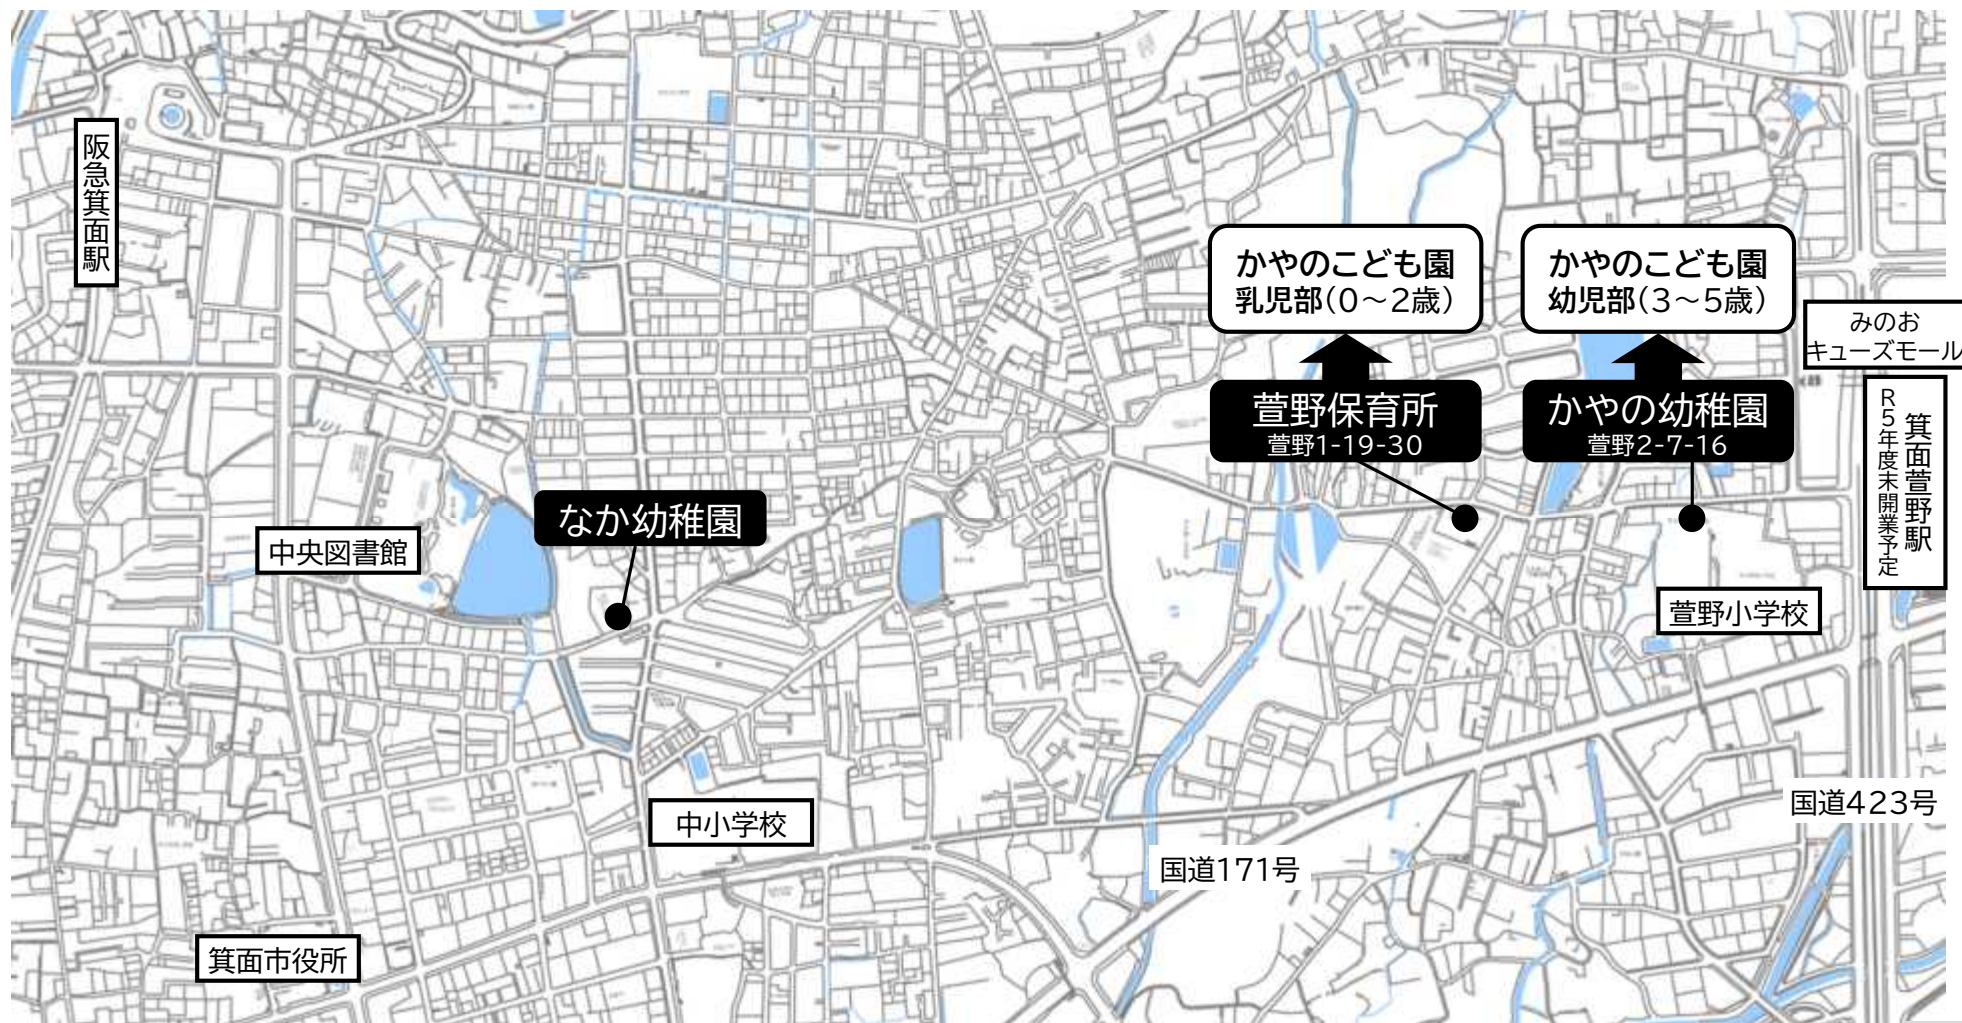 阪急箕面駅
かやのこども園
乳児部(0~2歳)
かやのこども園
幼児部(3~5歳)
みのお
キューズモール
萱野保育所
萱野1-19-30
かやの幼稚園
萱野2-7-16
箕面萱野駅
R5年度末開業予定
なか幼稚園
中央図書館
萱野小学校
中小学校
国道423号
国道171号
箕面市役所